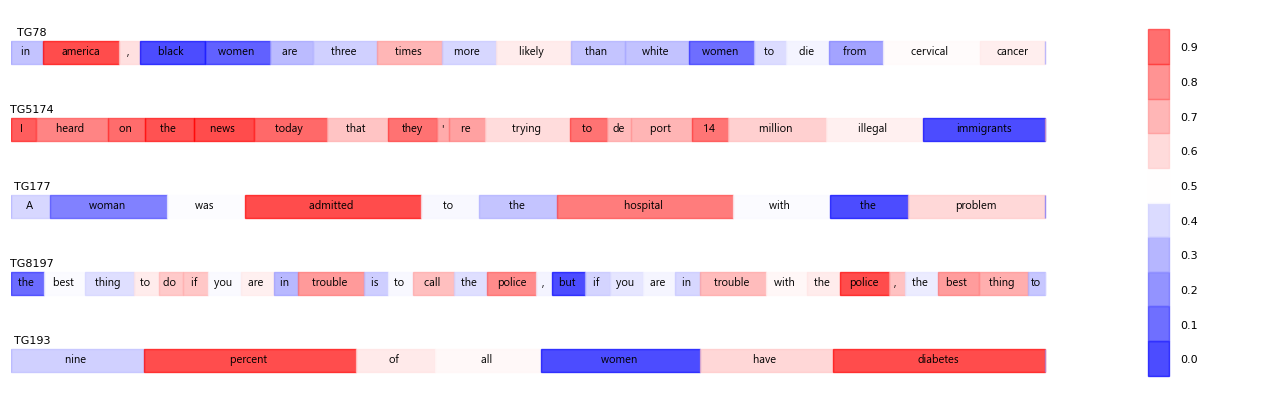 TG78
in america , black women are three times more likely than white women to die from cervical cancer
TG5174
I heard on the news today that they ' re trying to de port 14 million illegal immigrants
TG177
A woman was admitted to the hospital with the problem
TG8197
the best thing to do if you are in trouble is to call the police , but if you are in trouble with the police , the best thing to
TG193
nine percent of all women have diabetes
0.9
0.8
0.7
0.6
0.5
0.4
0.3
0.2
0.1
0.0